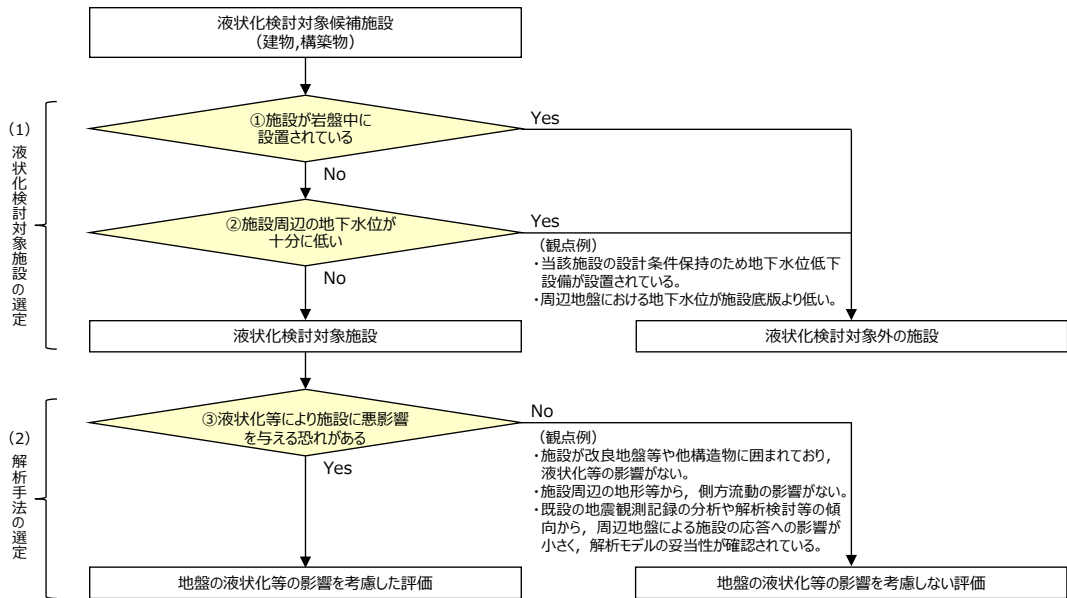 液状化検討対象候補施設
(建物,構築物)
(1)
液状化検討対象施設の選定
①施設が岩盤中に
設置されている
Yes
No
②施設周辺の地下水位が
十分に低い
Yes
(観点例)
・当該施設の設計条件保持のため地下水位低下
設備が設置されている。
・周辺地盤における地下水位が施設底版より低い。
No
液状化検討対象施設
液状化検討対象外の施設
(2)
解析手法の選定
③液状化等により施設に悪影響
を与える恐れがある
No
(観点例)
・施設が改良地盤等や他構造物に囲まれており,
液状化等の影響がない。
・施設周辺の地形等から,側方流動の影響がない。
・既設の地震観測記録の分析や解析検討等の傾
向から,周辺地盤による施設の応答への影響が
小さく,解析モデルの妥当性が確認されている。
Yes
地盤の液状化等の影響を考慮した評価
地盤の液状化等の影響を考慮しない評価